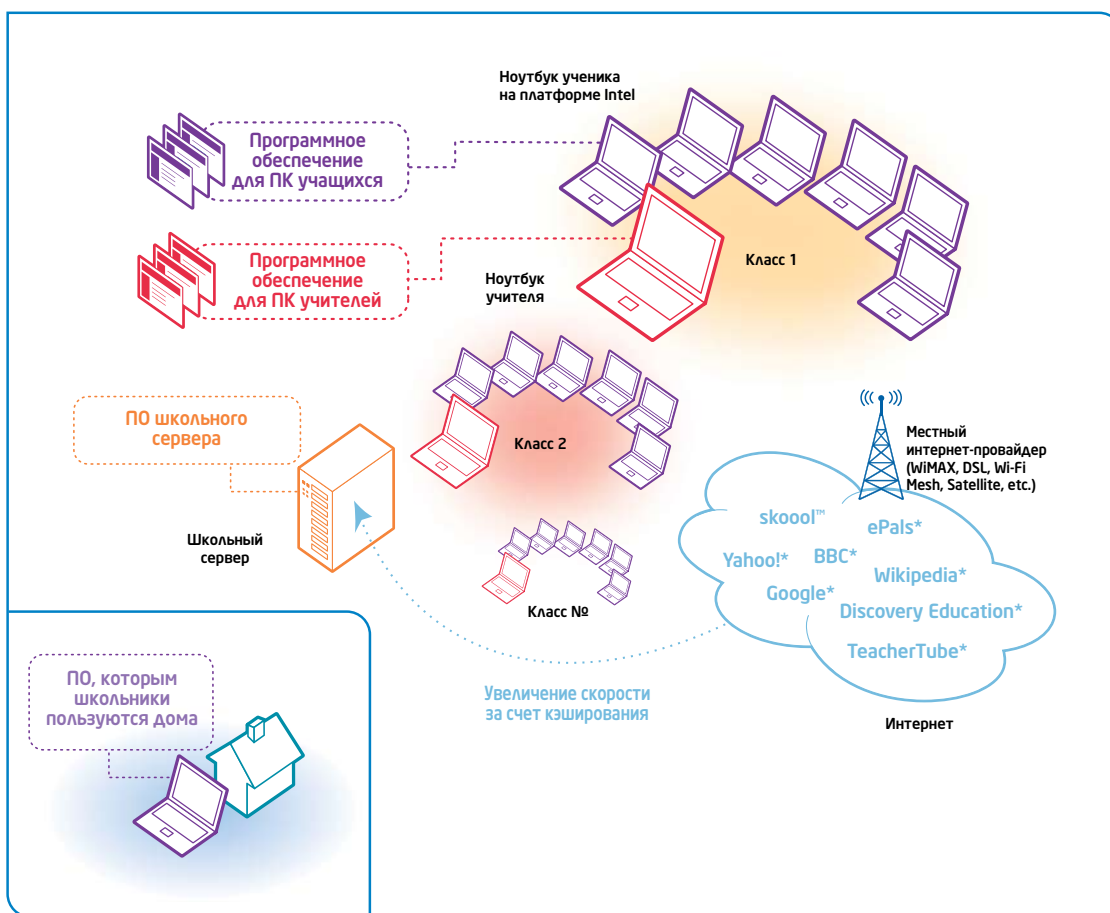 Ноутбук ученика
на платформе Intel
Программное
обеспечение
для ПК учащихся
Программное
обеспечение
для ПК учителей
Ноутбук
учителя
Класс 1
ПО школьного
сервера
Школьный
сервер
Класс 2
Класс №
Местный
интернет-провайдер
(WiMAX, DSL, Wi-Fi
Mesh, Satellite, etc.)
skoool™
ePals*
Yahoo!*
BBC*
Wikipedia*
Google*
Discovery Education*
TeacherTube*
Интернет
Увеличение скорости
за счет кэширования
ПО, которым
школьники
пользуются дома